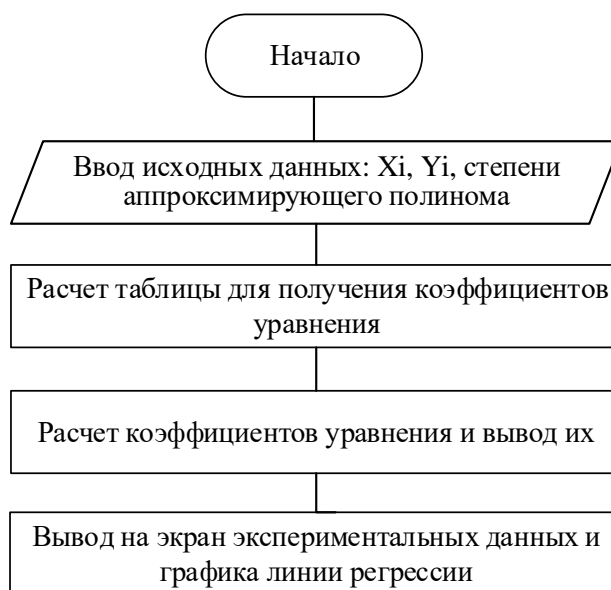 Начало
Ввод исходных данных: Xi, Yi, степени
аппроксимирующего полинома
Расчет таблицы для получения коэффициентов
уравнения
Расчет коэффициентов уравнения и вывод их
Вывод на экран экспериментальных данных и
графика линии регрессии